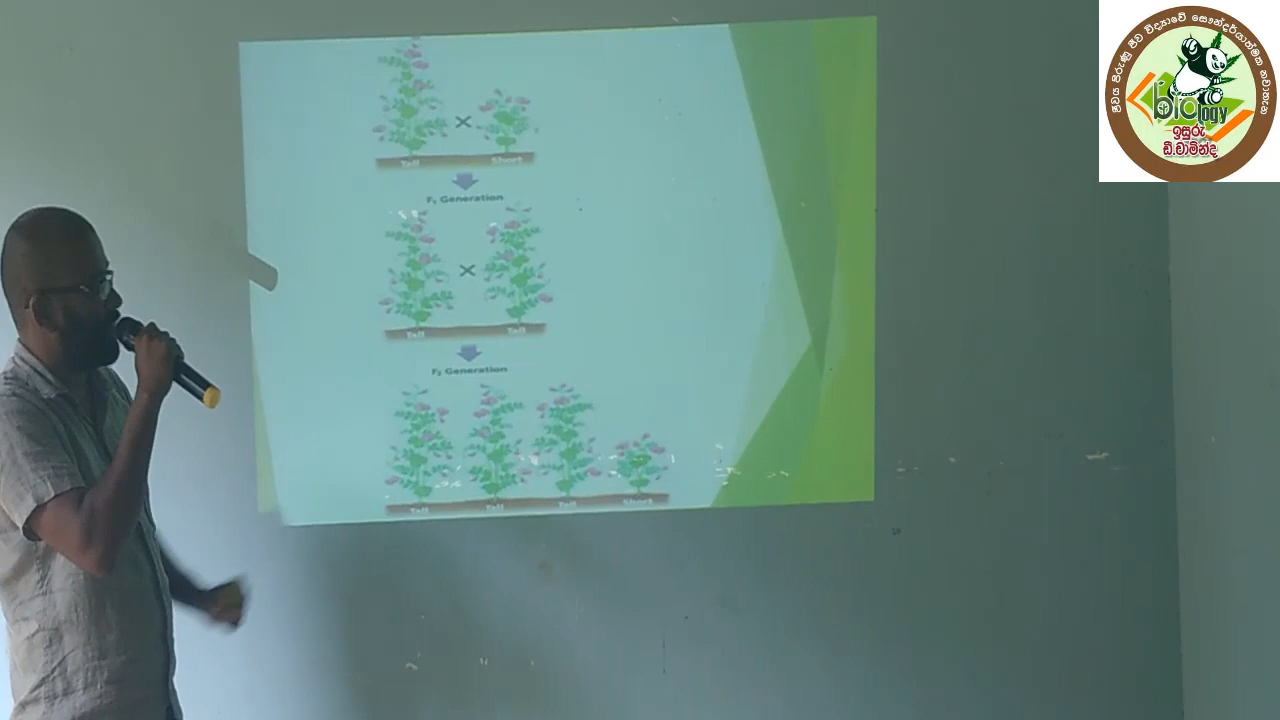 Tall Short
F₁ Generation
Tall Tall
F₂ Generation
Tall Tall Tall Short
biology
ඉසුරු
ඩී.චාමින්ද